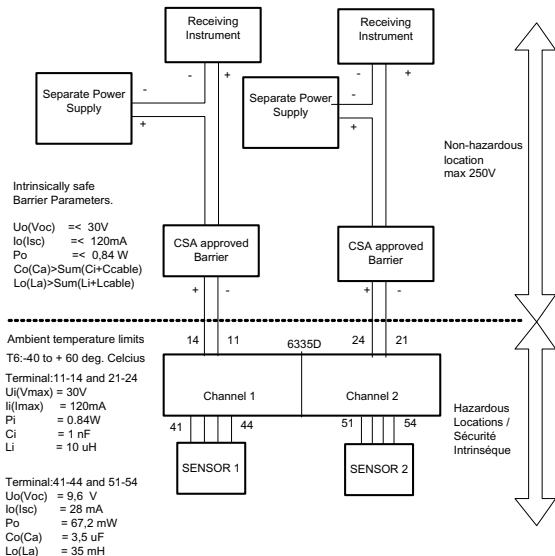 Receiving
Instrument
Receiving
Instrument
- +
- +
Separate Power
Supply
+
Separate Power
Supply
-
+
Non-hazardous
location
max 250V
Intrinsically safe
Barrier Parameters.
Uo(Voc) =< 30V
Io(Isc) =< 120mA
Po =< 0,84 W
Co(Ca)>Sum(Ci+Ccable)
Lo(La)>Sum(Li+Lcable)
CSA approved
Barrier
CSA approved
Barrier
+ -
+ -
Ambient temperature limits
T6:-40 to + 60 deg. Celcius
14 11 6335D 24 21
Terminal:11-14 and 21-24
Ui(Vmax) = 30V
Ii(Imax) = 120mA
Pi = 0.84W
Ci = 1 nF
Li = 10 uH
Channel 1 Channel 2
41 44 51 54
SENSOR 1 SENSOR 2
Hazardous
Locations /
Sécurité
Intrinséque
Terminal:41-44 and 51-54
Uo(Voc) = 9,6 V
Io(Isc) = 28 mA
Po = 67,2 mW
Co(Ca) = 3,5 uF
Lo(La) = 35 mH